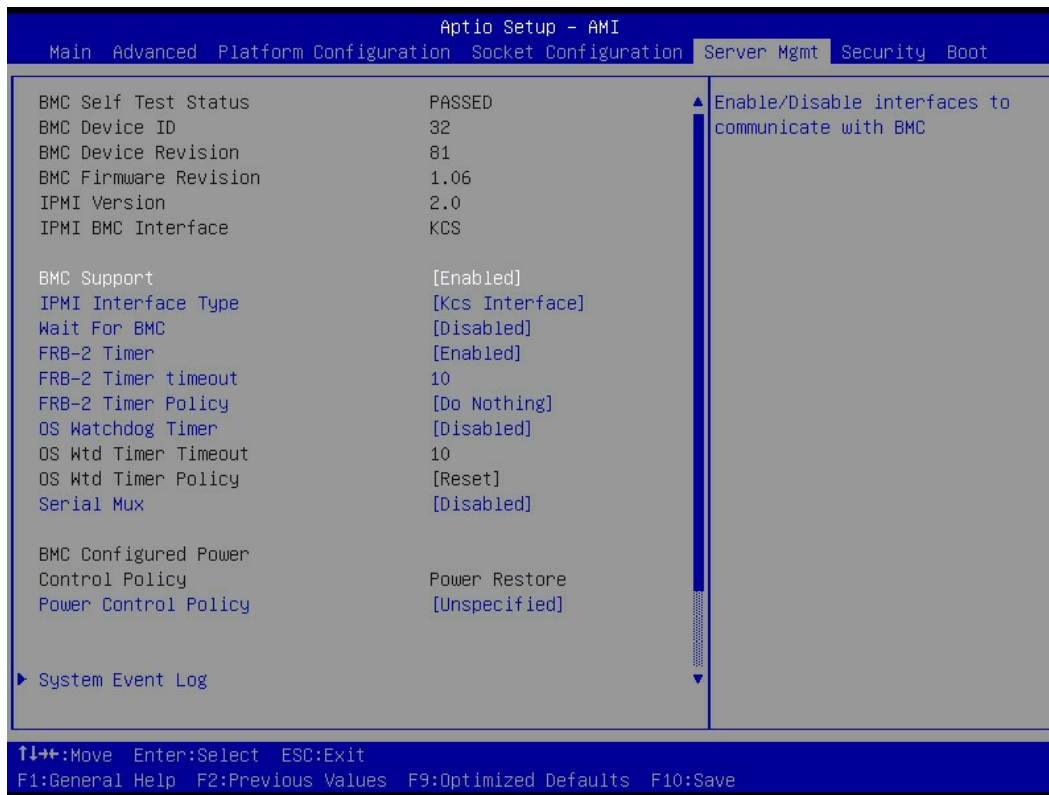 Aptio Setup – AMI
Main Advanced Platform Configuration Socket Configuration Server Mgmt Security Boot
BMC Self Test Status PASSED
BMC Device ID 32
BMC Device Revision 81
BMC Firmware Revision 1.06
IPMI Version 2.0
IPMI BMC Interface KCS
BMC Support [Enabled]
IPMI Interface Type [Kcs Interface]
Wait For BMC [Disabled]
FRB-2 Timer [Enabled]
FRB-2 Timer timeout 10
FRB-2 Timer Policy [Do Nothing]
OS Watchdog Timer [Disabled]
OS Wtd Timer Timeout 10
OS Wtd Timer Policy [Reset]
Serial Mux [Disabled]
BMC Configured Power
Control Policy Power Restore
Power Control Policy [Unspecified]
System Event Log
Enable/Disable interfaces to
communicate with BMC
↑↓→←:Move Enter:Select ESC:Exit
F1:General Help F2:Previous Values F9:Optimized Defaults F10:Save